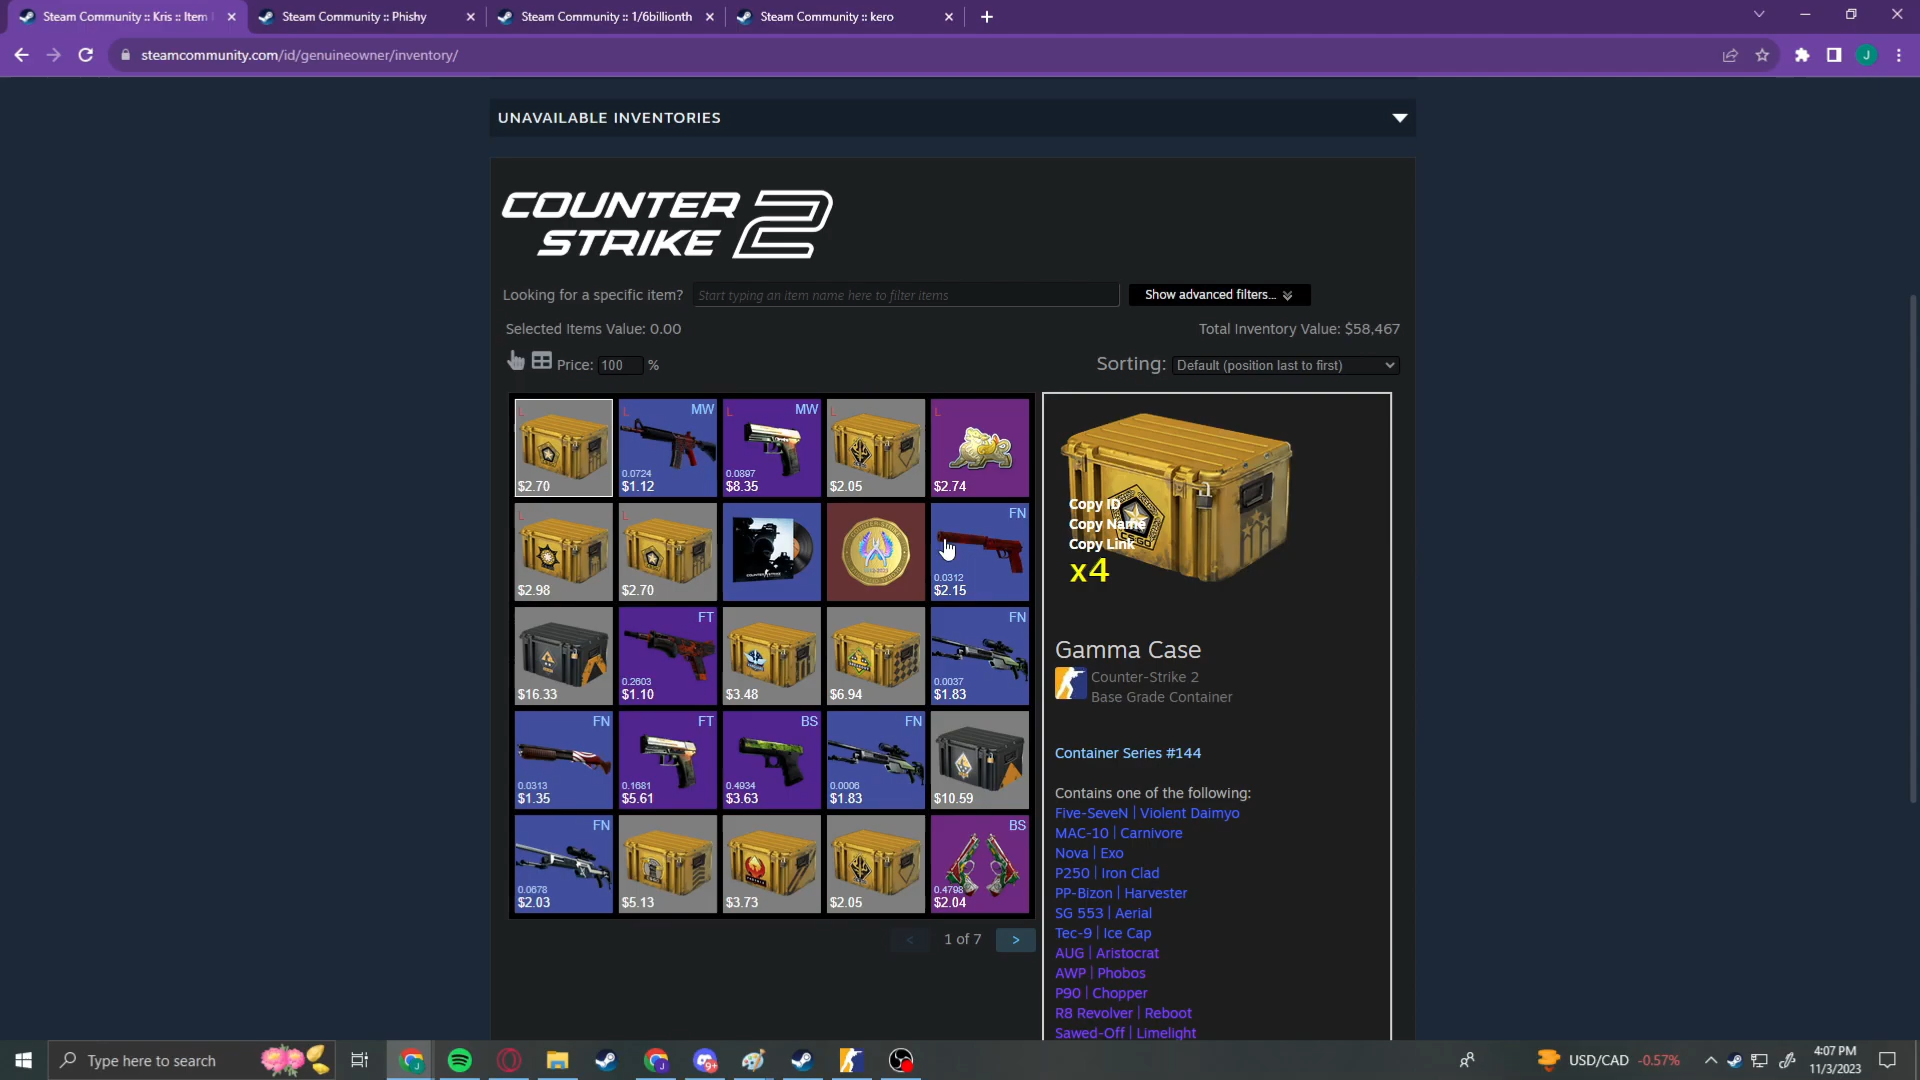 Steam Community :: Kris :: Item I
Steam Community :: Phishy
Steam Community :: 1/6billionth
Steam Community :: kero
steamcommunity.com/id/genuineowner/inventory/
J
UNAVAILABLE INVENTORIES
COUNTER
STRIKE 2
Looking for a specific item?
Start typing an item name here to filter items
Show advanced filters...
Selected Items Value: 0.00
Total Inventory Value: $58,467
Price: 100 %
Sorting: Default (position last to first)
L $2.70
L MW 0.0724 $1.12
L MW 0.0897 $8.35
L $2.05
L $2.74
L $2.98
L $2.70
FN 0.0312 $2.15
$16.33
FT 0.2603 $1.10
$3.48
$6.94
FN 0.0037 $1.83
FN 0.0313 $1.35
FT 0.1681 $5.61
BS 0.4934 $3.63
FN 0.0006 $1.83
$10.59
FN 0.0678 $2.03
$5.13
$3.73
$2.05
BS 0.4798 $2.04
< 1 of 7 >
Copy ID
Copy Name
Copy Link
x4
Gamma Case
Counter-Strike 2
Base Grade Container
Container Series #144
Contains one of the following:
Five-SeveN | Violent Daimyo
MAC-10 | Carnivore
Nova | Exo
P250 | Iron Clad
PP-Bizon | Harvester
SG 553 | Aerial
Tec-9 | Ice Cap
AUG | Aristocrat
AWP | Phobos
P90 | Chopper
R8 Revolver | Reboot
Sawed-Off | Limelight
Type here to search
9+
USD/CAD -0.57%
4:07 PM
11/3/2023